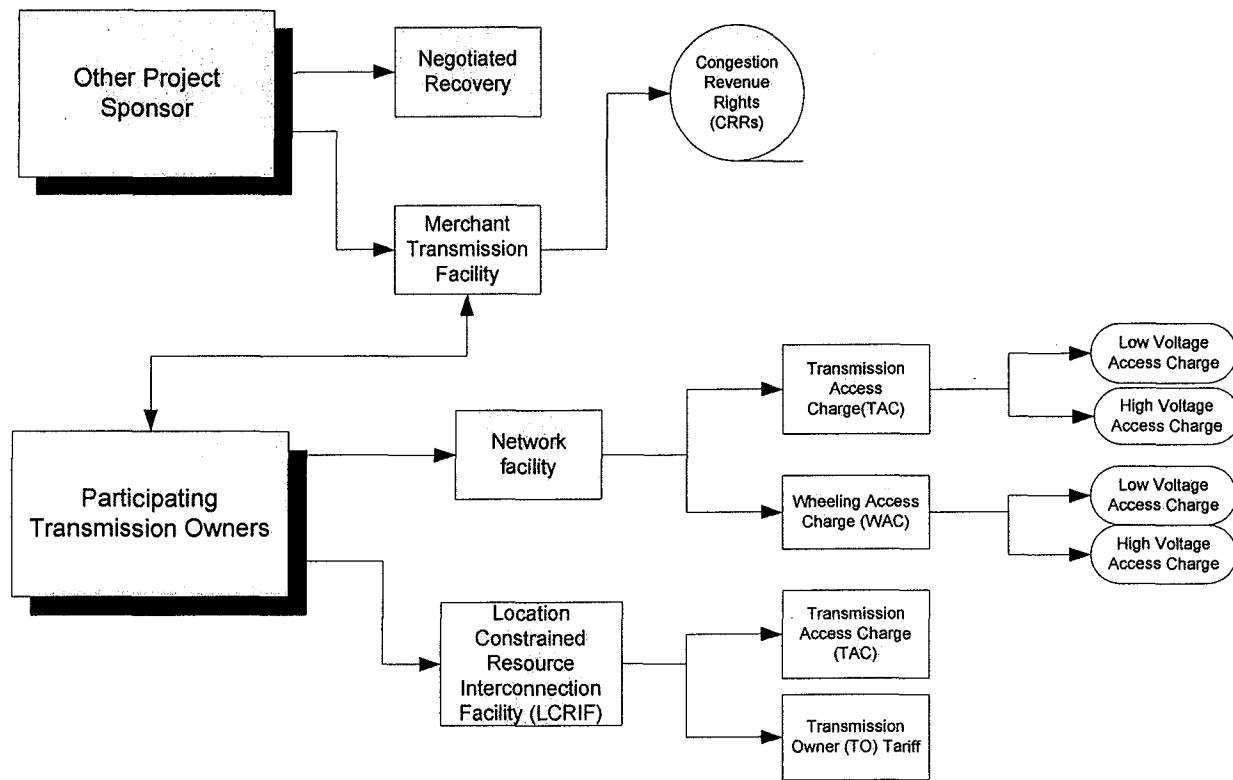 Other Project
Sponsor
Negotiated
Recovery
Congestion
Revenue
Rights
(CRRs)
Merchant
Transmission
Facility
Participating
Transmission Owners
Network
facility
Transmission
Access
Charge(TAC)
Low Voltage
Access Charge
High Voltage
Access Charge
Wheeling Access
Charge (WAC)
Low Voltage
Access Charge
High Voltage
Access Charge
Location
Constrained
Resource
Interconnection
Facility (LCRIF)
Transmission
Access Charge
(TAC)
Transmission
Owner (TO) Tariff